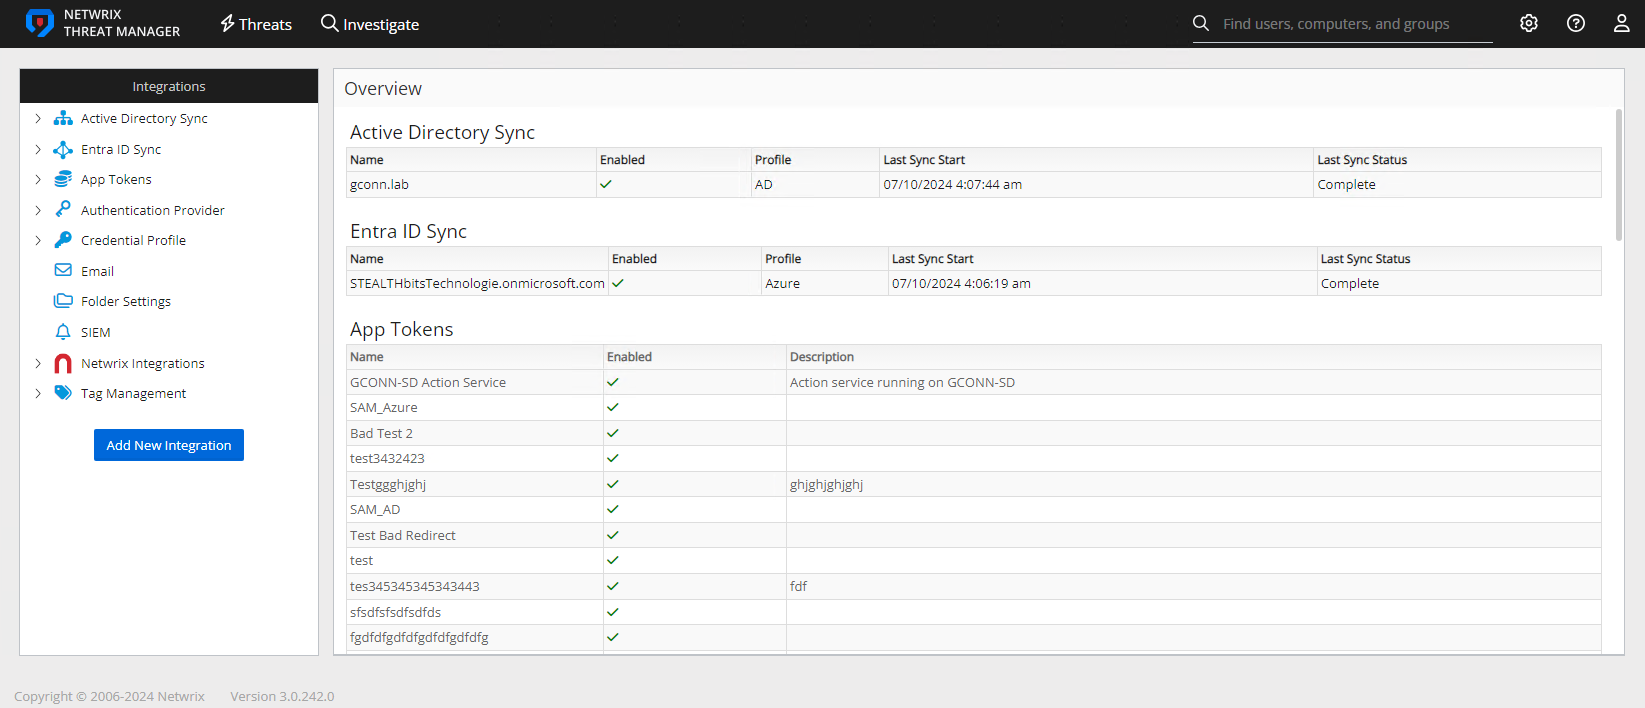 NETWRIX
THREAT MANAGER
Threats
Investigate
Find users, computers, and groups
Integrations
Active Directory Sync
Entra ID Sync
App Tokens
Authentication Provider
Credential Profile
Email
Folder Settings
SIEM
Netwrix Integrations
Tag Management
Add New Integration
Overview
Active Directory Sync
Name Enabled Profile Last Sync Start Last Sync Status
gconn.lab AD 07/10/2024 4:07:44 am Complete
Entra ID Sync
Name Enabled Profile Last Sync Start Last Sync Status
STEALTHbitsTechnologie.onmicrosoft.com Azure 07/10/2024 4:06:19 am Complete
App Tokens
Name Enabled Description
GCONN-SD Action Service Action service running on GCONN-SD
SAM_Azure
Bad Test 2
test3432423
Testggghjghj ghjghjghjghj
SAM_AD
Test Bad Redirect
test
tes345345345343443 fdf
sfsdfsfsdfsdfds
fgdfdfgdfdfgdfdfgdfdfg
Copyright © 2006-2024 Netwrix Version 3.0.242.0